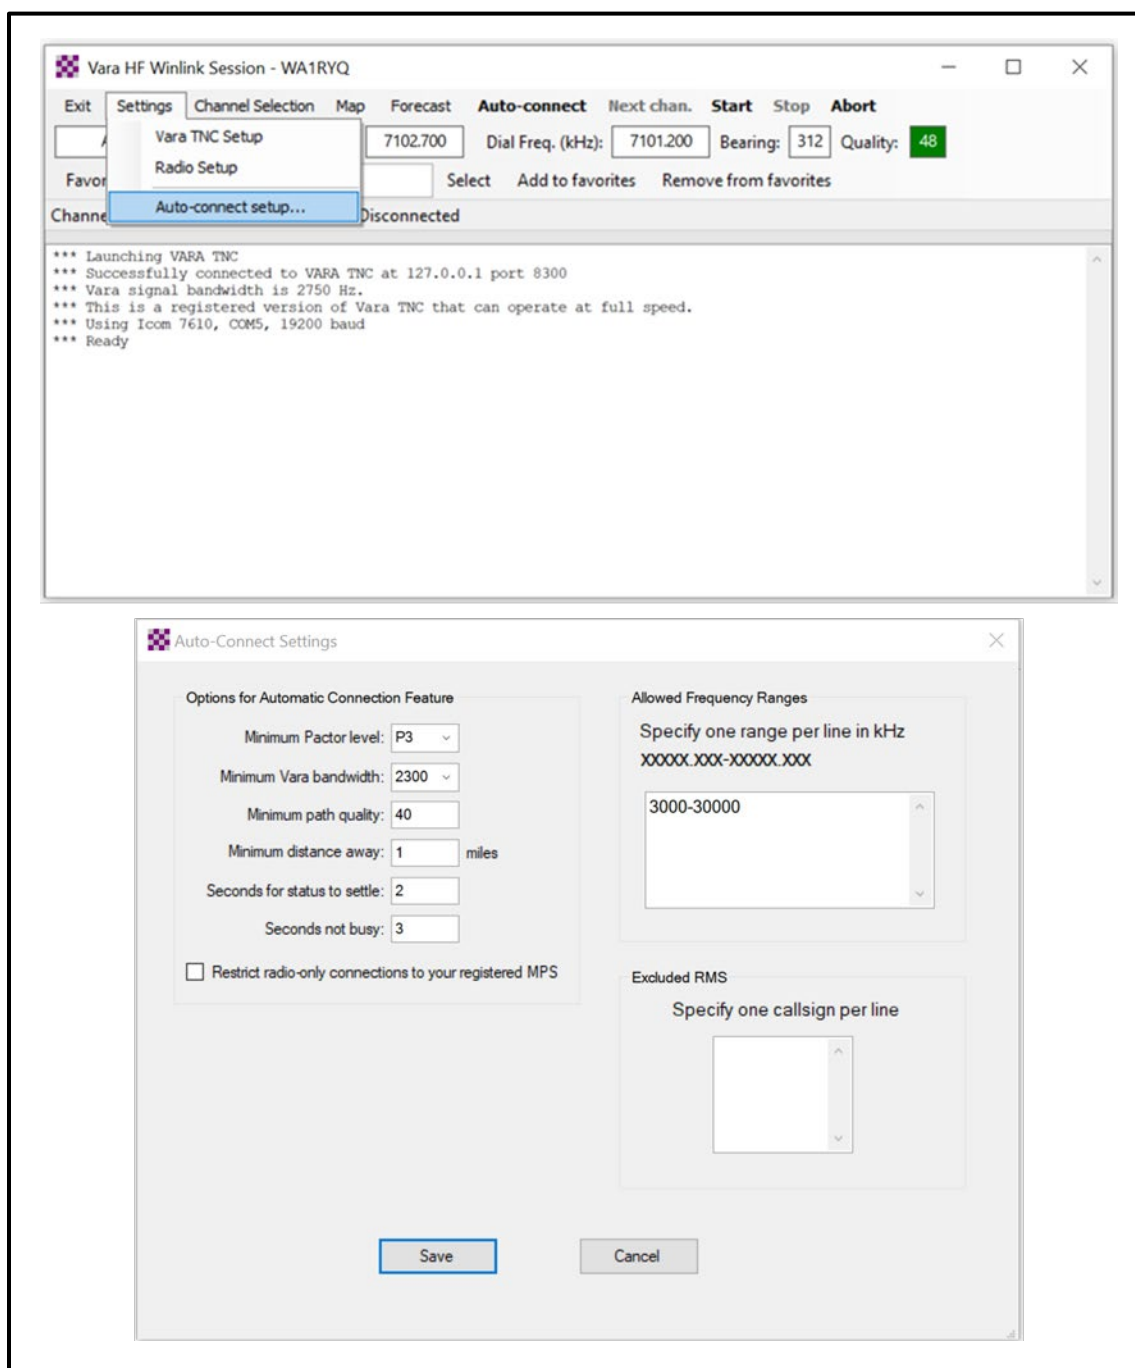 Vara HF Winlink Session - WA1RYQ
Exit Settings Channel Selection Map Forecast Auto-connect Next chan. Start Stop Abort
Vara TNC Setup
7102.700 Dial Freq. (kHz): 7101.200 Bearing: 312 Quality: 48
Radio Setup
Select Add to favorites Remove from favorites
Auto-connect setup...
Disconnected
*** Launching VARA TNC
*** Successfully connected to VARA TNC at 127.0.0.1 port 8300
*** Vara signal bandwidth is 2750 Hz.
*** This is a registered version of Vara TNC that can operate at full speed.
*** Using Icom 7610, COM5, 19200 baud
*** Ready
Auto-Connect Settings
Options for Automatic Connection Feature
Minimum Pactor level: P3
Minimum Vara bandwidth: 2300
Minimum path quality: 40
Minimum distance away: 1 miles
Seconds for status to settle: 2
Seconds not busy: 3
Restrict radio-only connections to your registered MPS
Allowed Frequency Ranges
Specify one range per line in kHz
XXXXX.XXX-XXXXX.XXX
3000-30000
Excluded RMS
Specify one callsign per line
Save Cancel